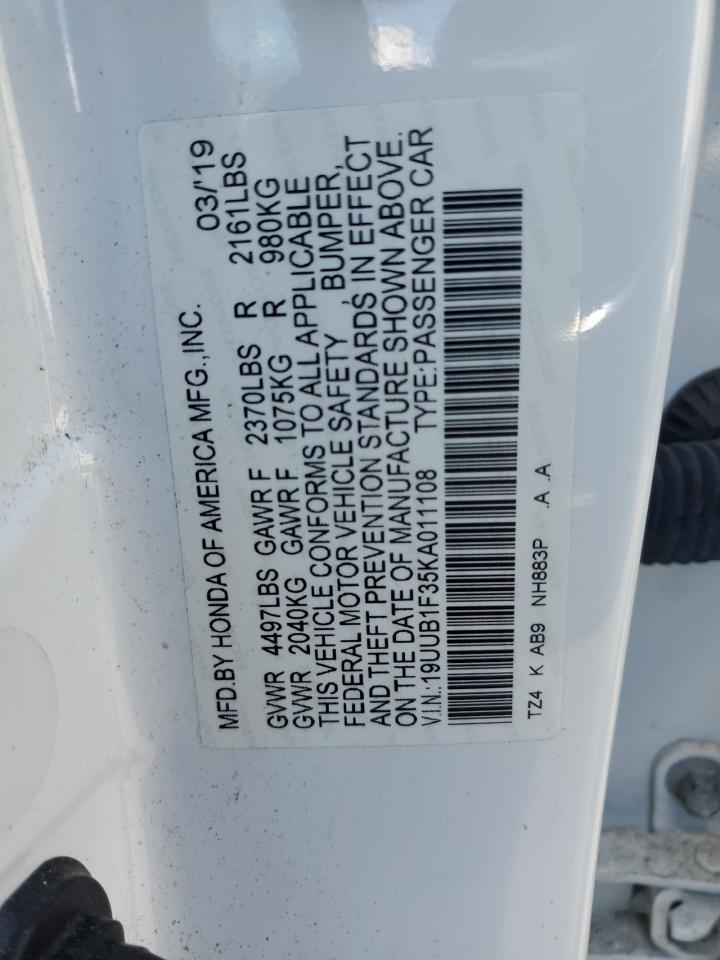 MFD.BY HONDA OF AMERICA MFG.,INC. 03/'19
GVWR 4497LBS GAWR F 2370LBS R 2161LBS
GVWR 2040KG GAWR F 1075KG R 980KG
THIS VEHICLE CONFORMS TO ALL APPLICABLE
FEDERAL MOTOR VEHICLE SAFETY, BUMPER,
AND THEFT PREVENTION STANDARDS IN EFFECT
ON THE DATE OF MANUFACTURE SHOWN ABOVE.
V.I.N.:19UUB1F35KA011108 TYPE:PASSENGER CAR
TZ4 K AB9 NH883P .A .A